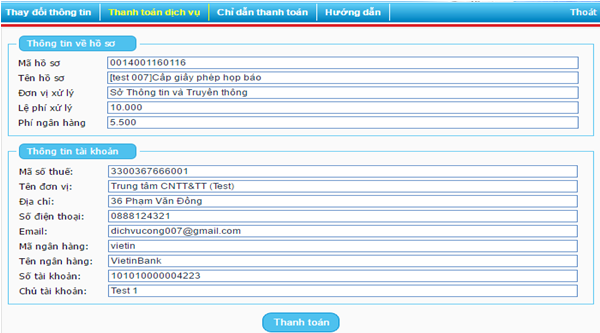 Thay đổi thông tin Thanh toán dịch vụ Chỉ dẫn thanh toán Hướng dẫn Thoát
Thông tin về hồ sơ
Mã hồ sơ 0014001160116
Tên hồ sơ [test 007]Cấp giấy phép họp báo
Đơn vị xử lý Sở Thông tin và Truyền thông
Lệ phí xử lý 10.000
Phí ngân hàng 5.500
Thông tin tài khoản
Mã số thuế: 3300367666001
Tên đơn vị: Trung tâm CNTT&TT (Test)
Địa chỉ: 36 Phạm Văn Đồng
Số điện thoại: 0888124321
Email: dichvucong007@gmail.com
Mã ngân hàng: vietin
Tên ngân hàng: VietinBank
Số tài khoản: 101010000004223
Chủ tài khoản: Test 1
Thanh toán